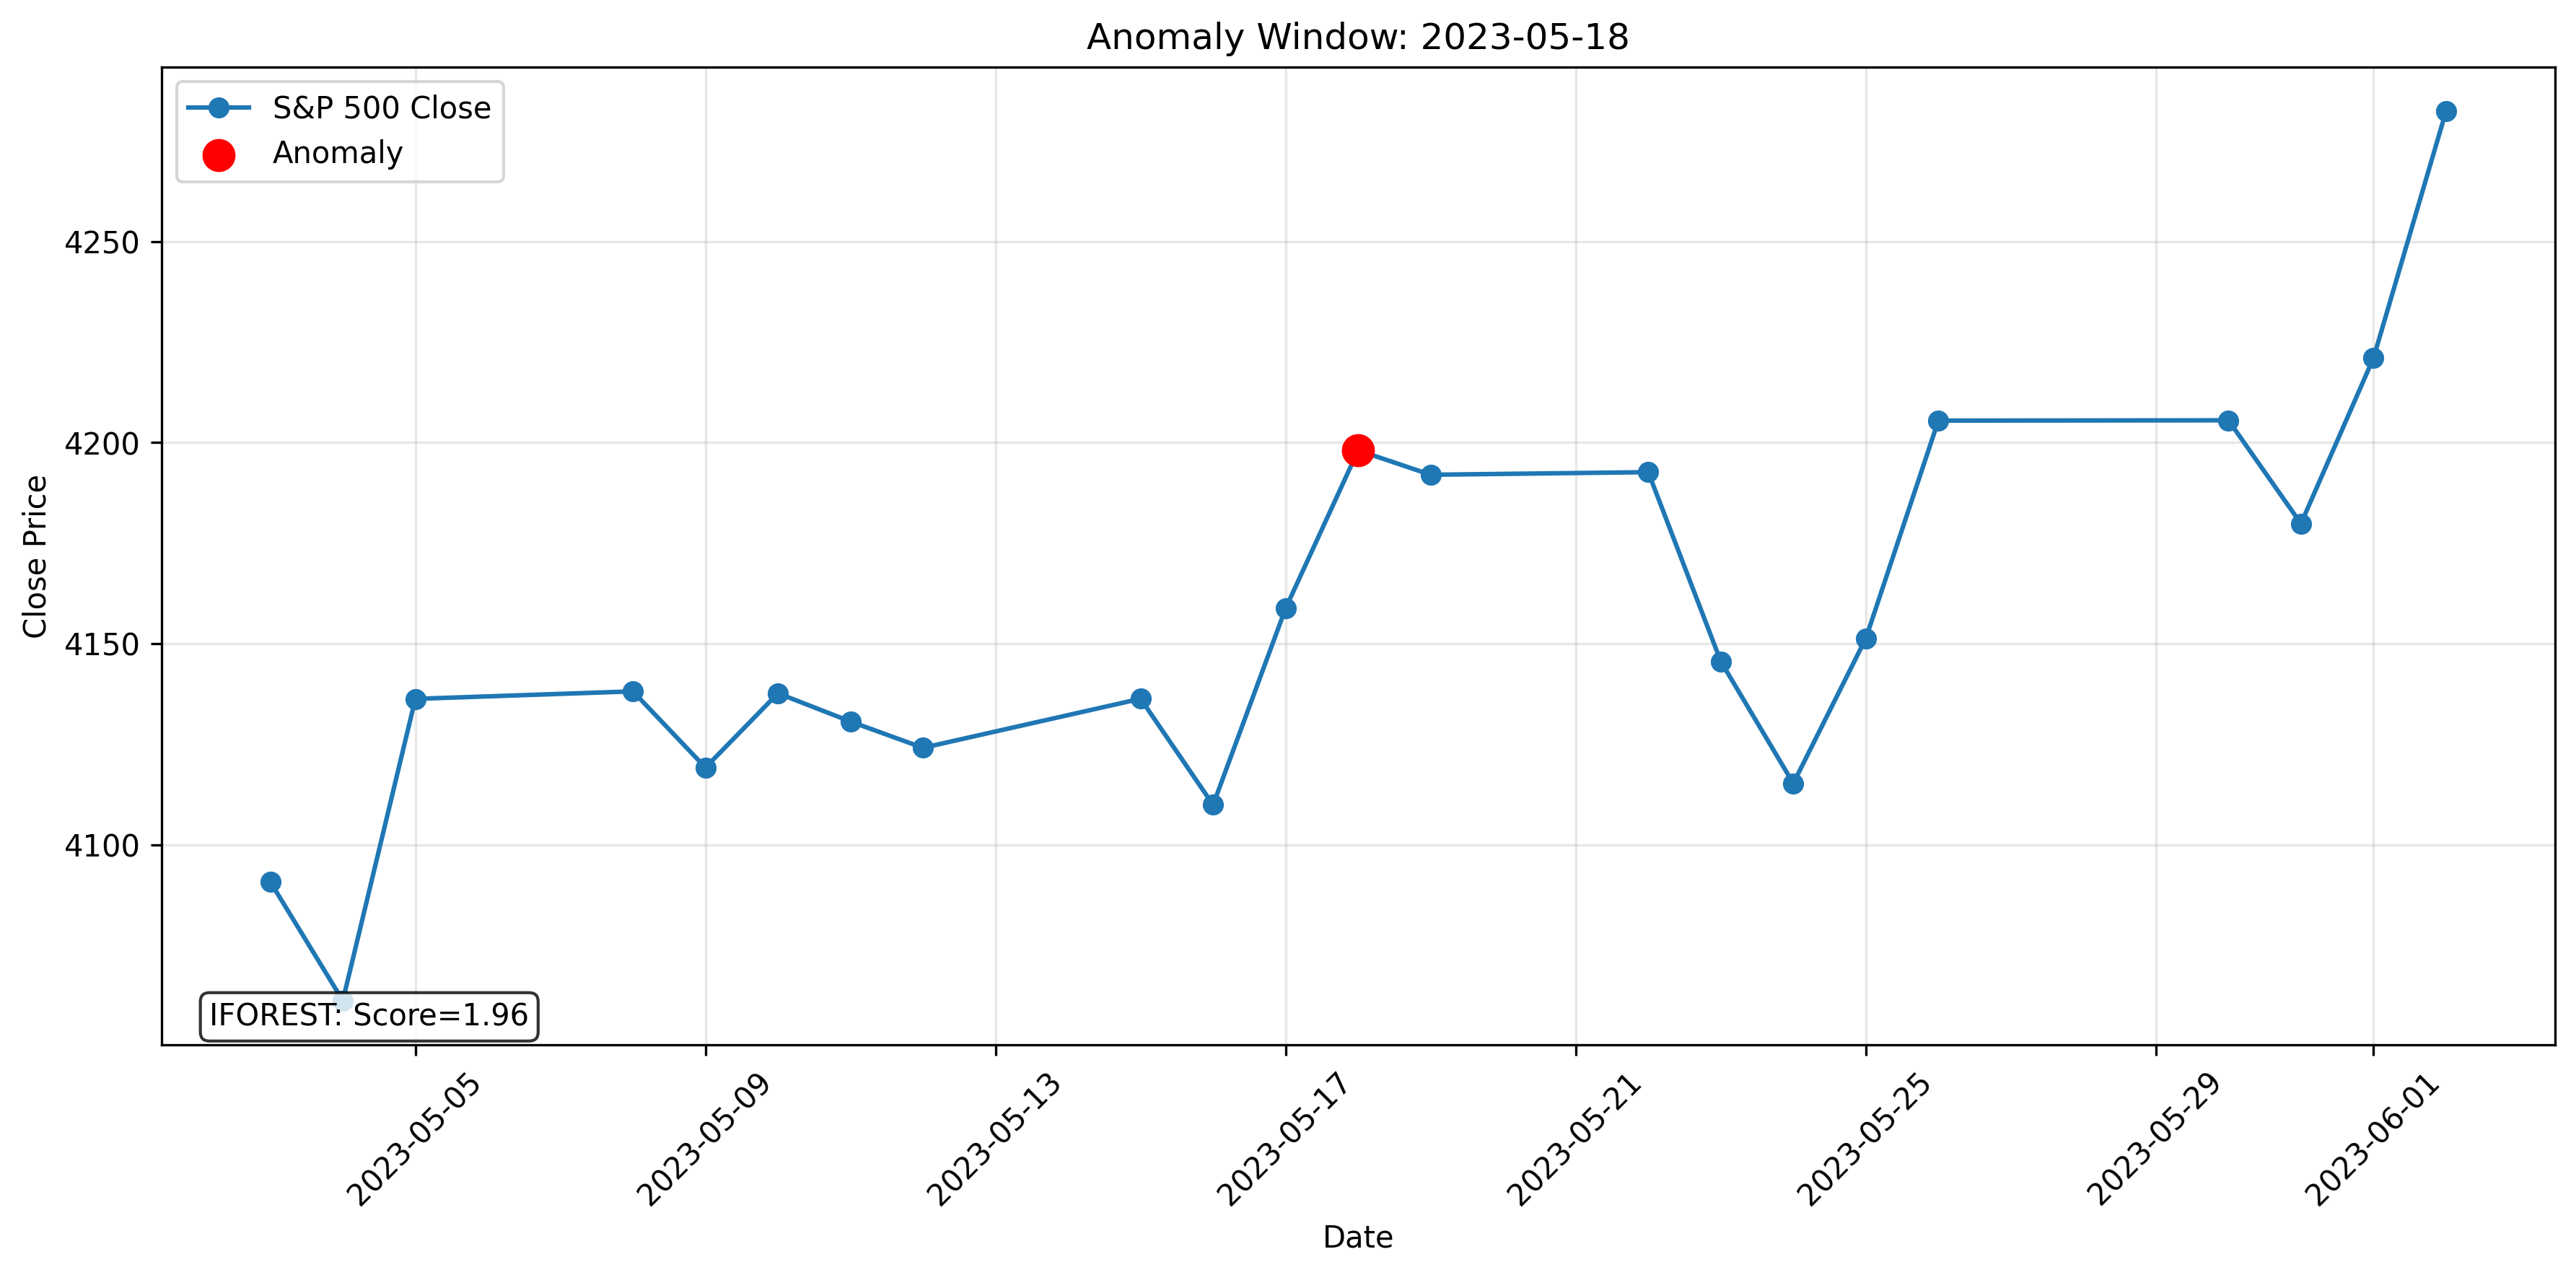 Anomaly Window: 2023-05-18
S&P 500 Close
Anomaly
4250
4200
4150
4100
Close Price
IFOREST: Score=1.96
2023-05-05
2023-05-09
2023-05-13
2023-05-17
2023-05-21
2023-05-25
2023-05-29
2023-06-01
Date